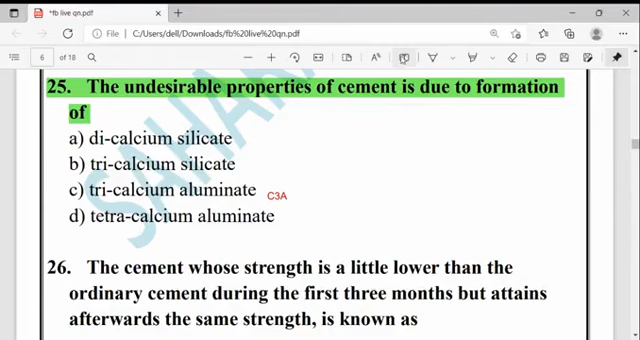 *fb live qn.pdf
File C:/Users/dell/Downloads/fb%20live%20qn.pdf
6 of 18
25. The undesirable properties of cement is due to formation
of
a) di-calcium silicate
b) tri-calcium silicate
c) tri-calcium aluminate C3A
d) tetra-calcium aluminate
26. The cement whose strength is a little lower than the
ordinary cement during the first three months but attains
afterwards the same strength, is known as